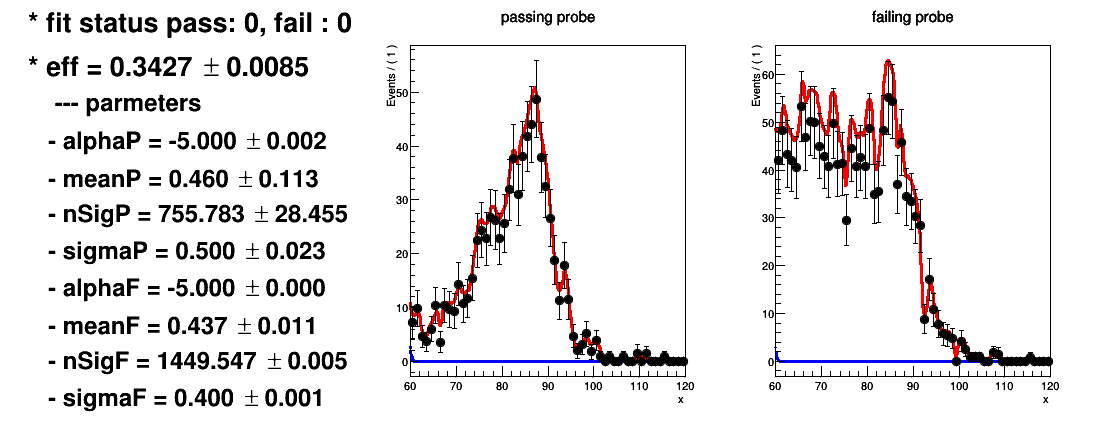 * fit status pass: 0, fail : 0
* eff = 0.3427 ± 0.0085
--- parmeters
- alphaP = -5.000 ± 0.002
- meanP = 0.460 ± 0.113
- nSigP = 755.783 ± 28.455
- sigmaP = 0.500 ± 0.023
- alphaF = -5.000 ± 0.000
- meanF = 0.437 ± 0.011
- nSigF = 1449.547 ± 0.005
- sigmaF = 0.400 ± 0.001
passing probe
Events / ( 1 )
50
40
30
20
10
0
60 70 80 90 100 110 120
x
failing probe
Events / ( 1 )
60
50
40
30
20
10
0
60 70 80 90 100 110 120
x